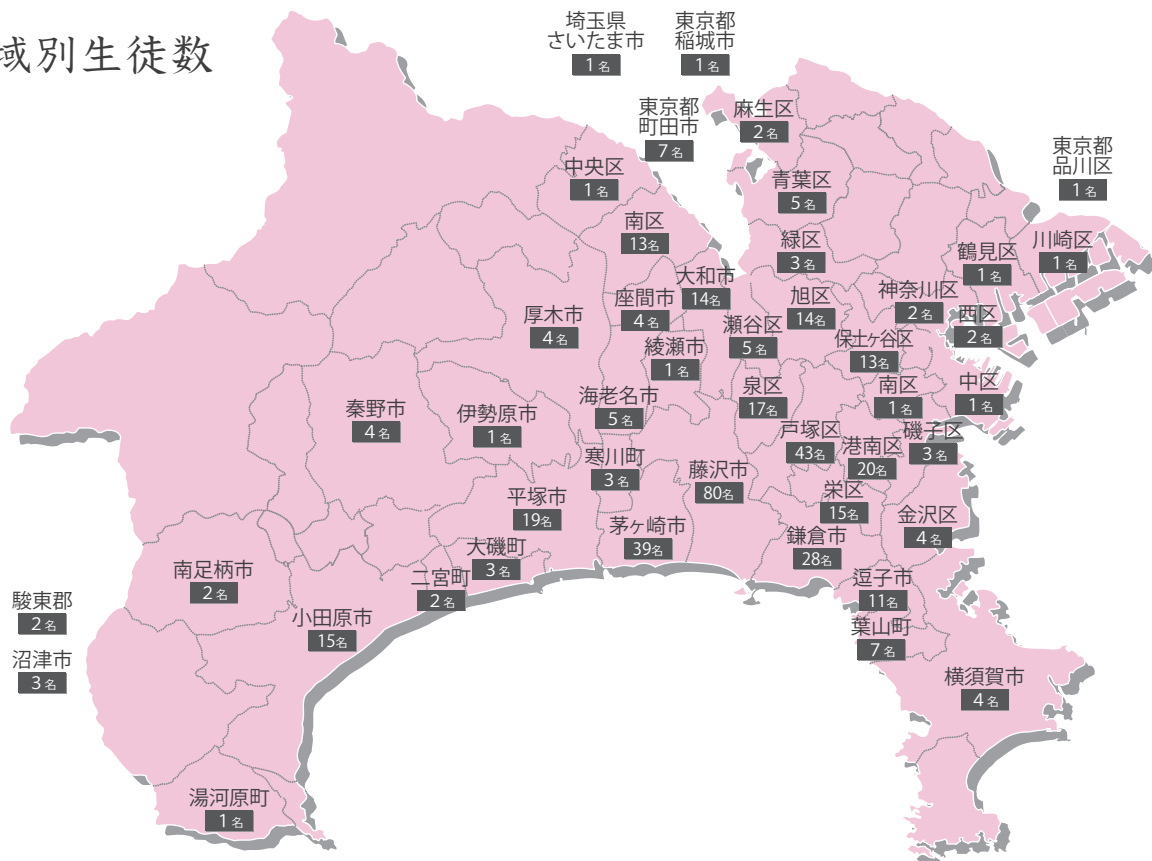 域別生徒数
埼玉県
さいたま市
1名
東京都
稲城市
1名
東京都
町田市
7名
麻生区
2名
東京都
品川区
1名
中央区
1名
青葉区
5名
南区
13名
緑区
3名
鶴見区
1名
川崎区
1名
大和市
14名
座間市
4名
旭区
14名
神奈川区
2名
西区
2名
厚木市
4名
瀬谷区
5名
保土ヶ谷区
13名
綾瀬市
1名
海老名市
5名
泉区
17名
南区
1名
中区
1名
秦野市
4名
伊勢原市
1名
戸塚区
43名
港南区
20名
磯子区
3名
寒川町
3名
藤沢市
80名
平塚市
19名
茅ヶ崎市
39名
栄区
15名
金沢区
4名
鎌倉市
28名
大磯町
3名
二宮町
2名
南足柄市
2名
逗子市
11名
駿東郡
2名
小田原市
15名
葉山町
7名
沼津市
3名
横須賀市
4名
湯河原町
1名